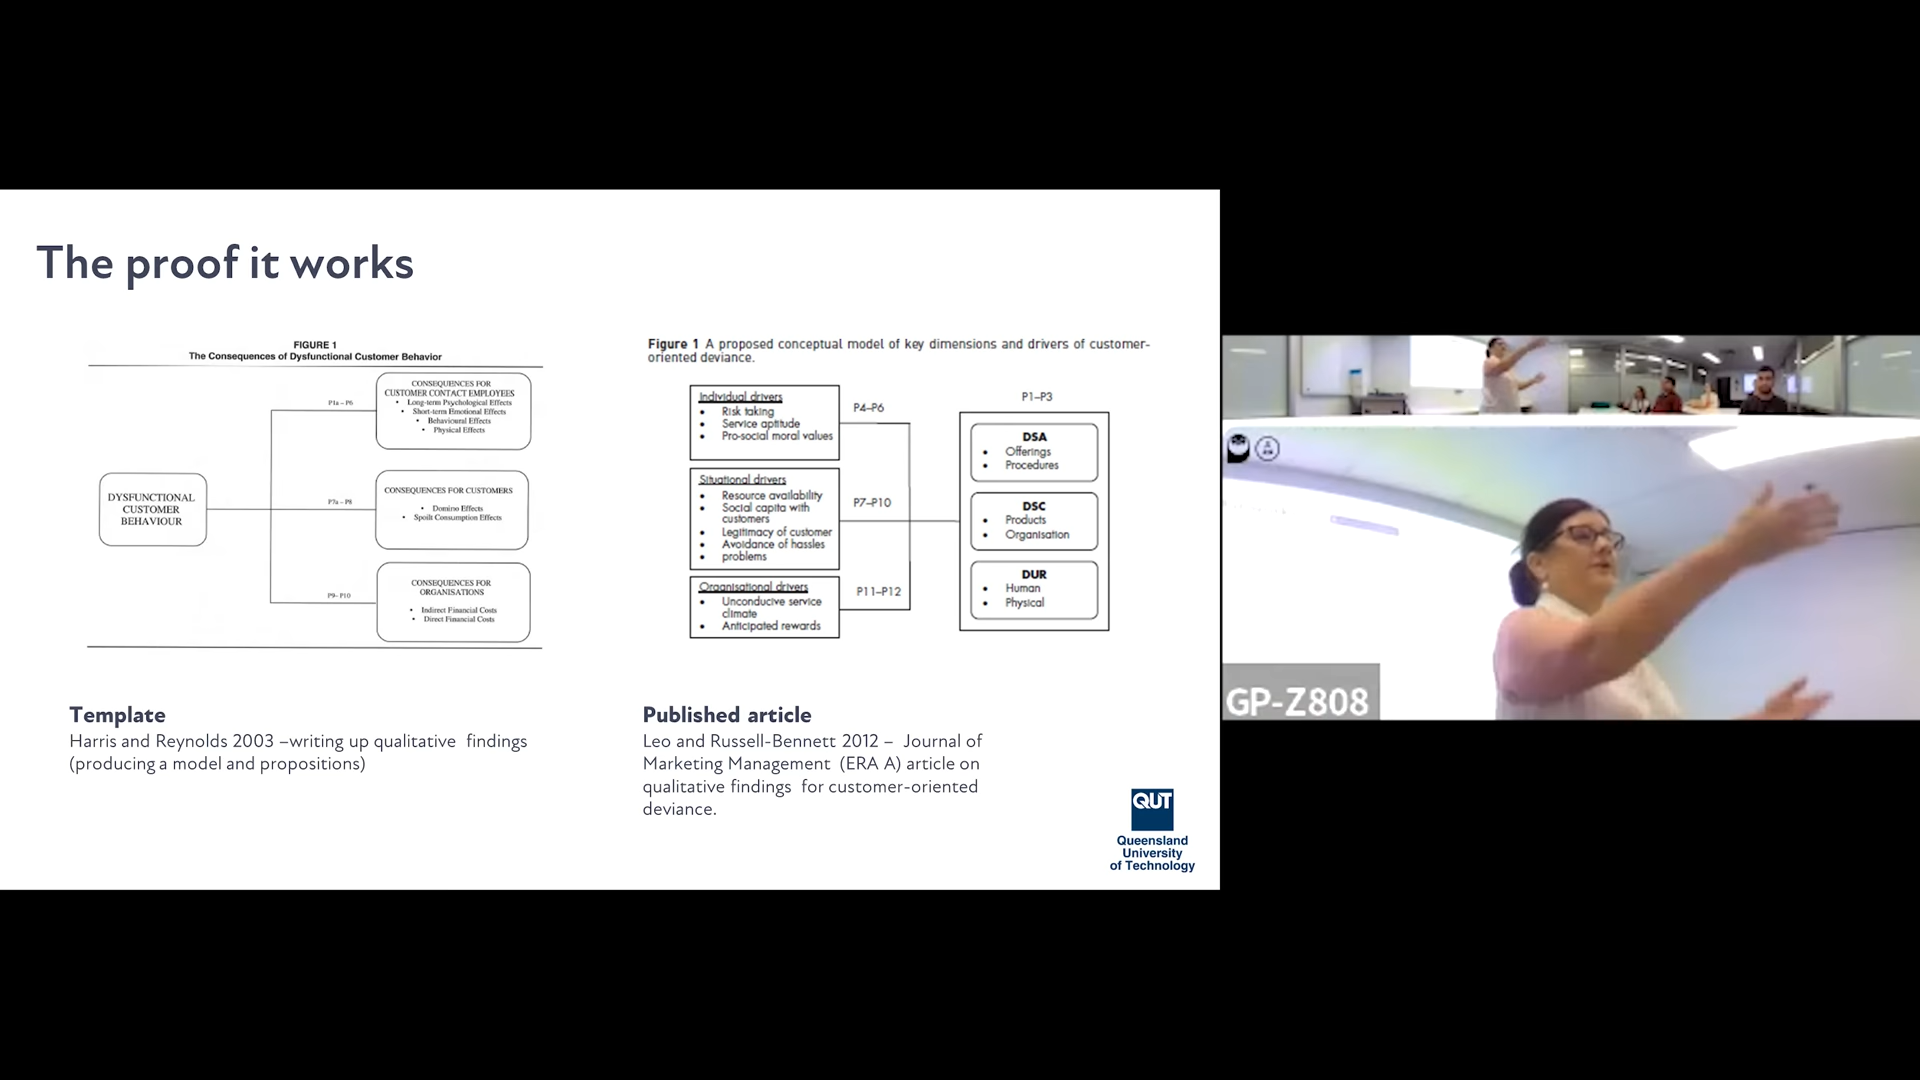 The proof it works
FIGURE 1
The Consequences of Dysfunctional Customer Behavior
DYSFUNCTIONAL
CUSTOMER
BEHAVIOUR
P1a – P6
CONSEQUENCES FOR
CUSTOMER CONTACT EMPLOYEES
• Long-term Psychological Effects
• Short-term Emotional Effects
• Behavioural Effects
• Physical Effects
P7a – P8
CONSEQUENCES FOR CUSTOMERS
• Domino Effects
• Spoilt Consumption Effects
P9– P10
CONSEQUENCES FOR
ORGANISATIONS
• Indirect Financial Costs
• Direct Financial Costs
Template
Harris and Reynolds 2003 –writing up qualitative findings
(producing a model and propositions)
Figure 1 A proposed conceptual model of key dimensions and drivers of customer-
oriented deviance.
Individual drivers
• Risk taking
• Service aptitude
• Pro-social moral values
Situational drivers
• Resource availability
• Social capita with
customers
• Legitimacy of customer
• Avoidance of hassles
• problems
Organisational drivers
• Unconducive service
climate
• Anticipated rewards
P4–P6
P7–P10
P11–P12
P1–P3
DSA
• Offerings
• Procedures
DSC
• Products
• Organisation
DUR
• Human
• Physical
Published article
Leo and Russell-Bennett 2012 – Journal of
Marketing Management (ERA A) article on
qualitative findings for customer-oriented
deviance.
QUT
Queensland
University
of Technology
GP-Z808